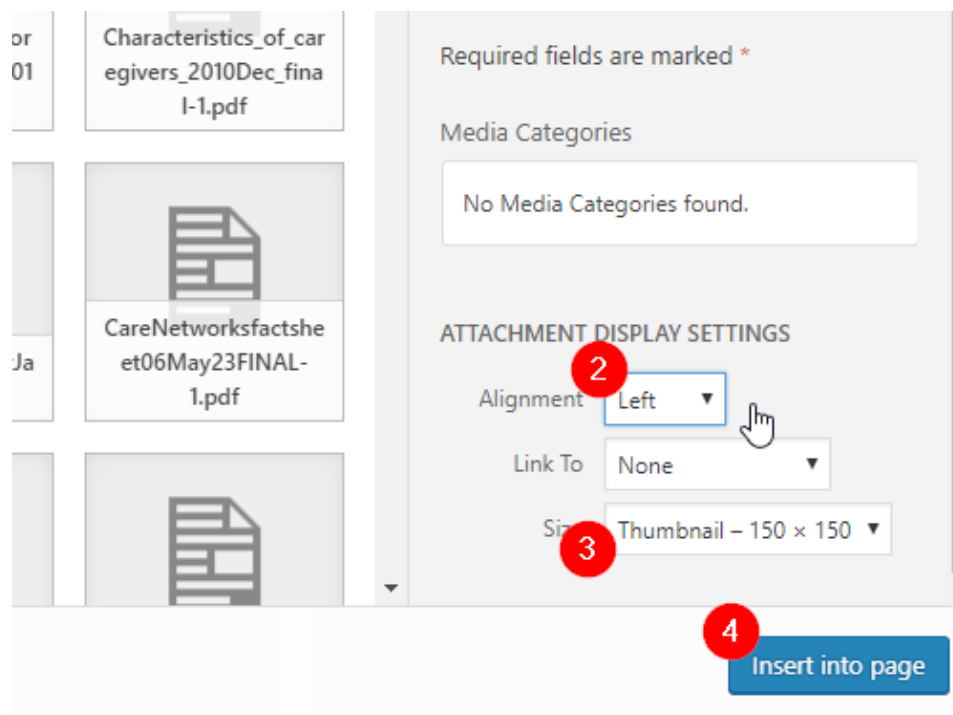 or
01
Characteristics_of_car
egivers_2010Dec_fina
l-1.pdf
Ja
CareNetworksfactshe
et06May23FINAL-
1.pdf
Required fields are marked *
Media Categories
No Media Categories found.
ATTACHMENT DISPLAY SETTINGS
2
Alignment Left
Link To None
Siz Thumbnail – 150 × 150
3
4
Insert into page